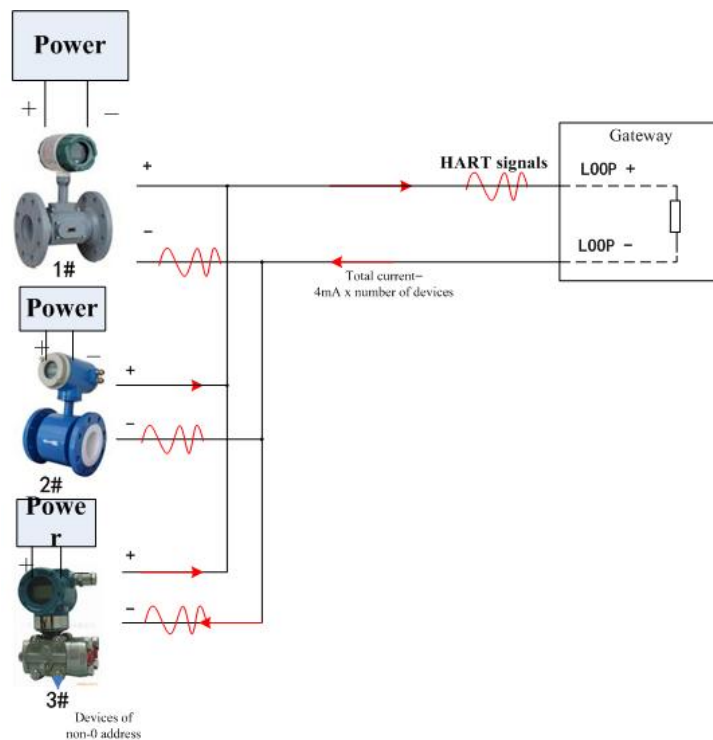 Power
+ −
+
HART signals
Gateway
LOOP +
−
LOOP −
1#
Total current=
4mA x number of devices
Power
+ −
+
−
2#
Powe
r
+
+
−
3#
Devices of
non-0 address